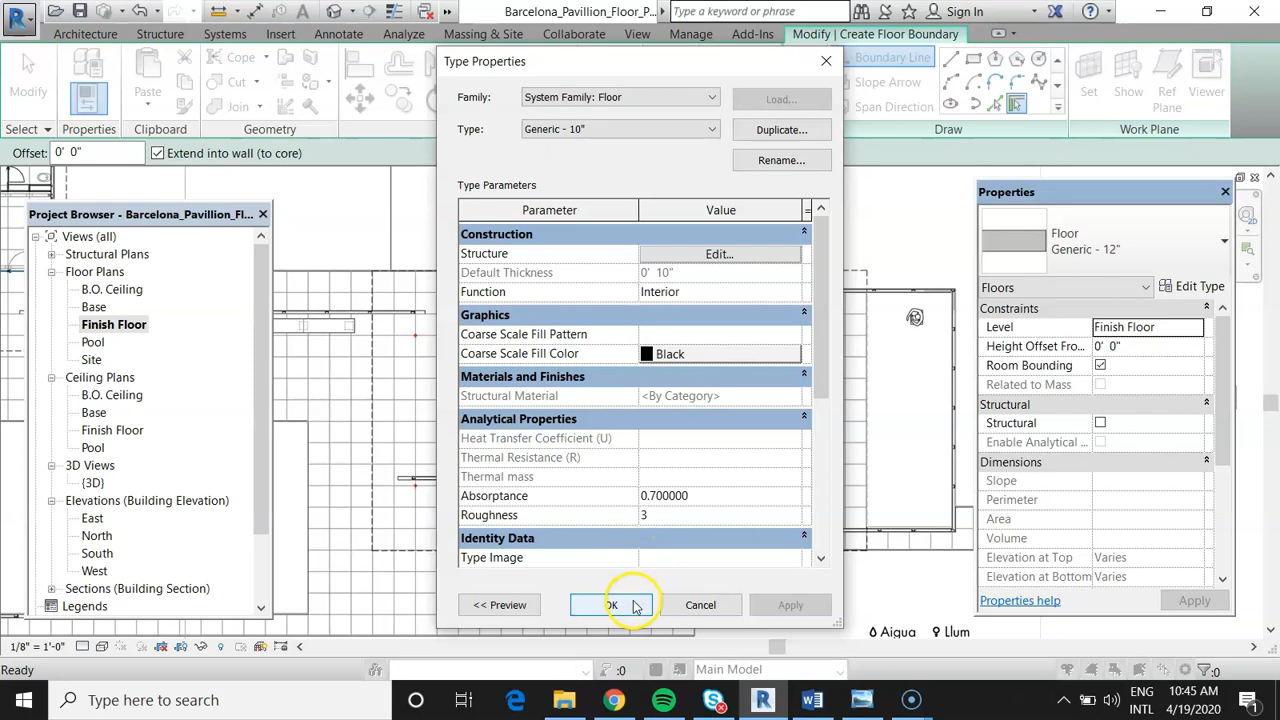 Barcelona_Pavillion_Floor_P...
Type a keyword or phrase
Sign In
Architecture
Structure
Systems
Insert
Annotate
Analyze
Massing & Site
Collaborate
View
Manage
Add-Ins
Modify | Create Floor Boundary
Modify
Paste
Cope
Cut
Join
Boundary Line
Slope Arrow
Span Direction
Set
Show
Ref
Plane
Viewer
Select
Properties
Clipboard
Geometry
Draw
Work Plane
Offset: 0' 0"
Extend into wall (to core)
Project Browser - Barcelona_Pavillion_Fl...
Views (all)
Structural Plans
Floor Plans
B.O. Ceiling
Base
Finish Floor
Pool
Site
Ceiling Plans
B.O. Ceiling
Base
Finish Floor
Pool
3D Views
{3D}
Elevations (Building Elevation)
East
North
South
West
Sections (Building Section)
Legends
Type Properties
Family:
System Family: Floor
Load...
Type:
Generic - 10"
Duplicate...
Rename...
Type Parameters
Parameter
Value
=
Construction
Structure
Edit...
Default Thickness
0' 10"
Function
Interior
Graphics
Coarse Scale Fill Pattern
Coarse Scale Fill Color
Black
Materials and Finishes
Structural Material
<By Category>
Analytical Properties
Heat Transfer Coefficient (U)
Thermal Resistance (R)
Thermal mass
Absorptance
0.700000
Roughness
3
Identity Data
Type Image
<< Preview
OK
Cancel
Apply
Properties
Floor
Generic - 12"
Floors
Edit Type
Constraints
Level
Finish Floor
Height Offset Fro...
0' 0"
Room Bounding
Related to Mass
Structural
Structural
Enable Analytical ...
Dimensions
Slope
Perimeter
Area
Volume
Elevation at Top
Varies
Elevation at Bottom
Varies
Properties help
Apply
Aigua
Llum
1/8" = 1'-0"
Ready
:0
Main Model
:0
Type here to search
ENG
INTL
10:45 AM
4/19/2020